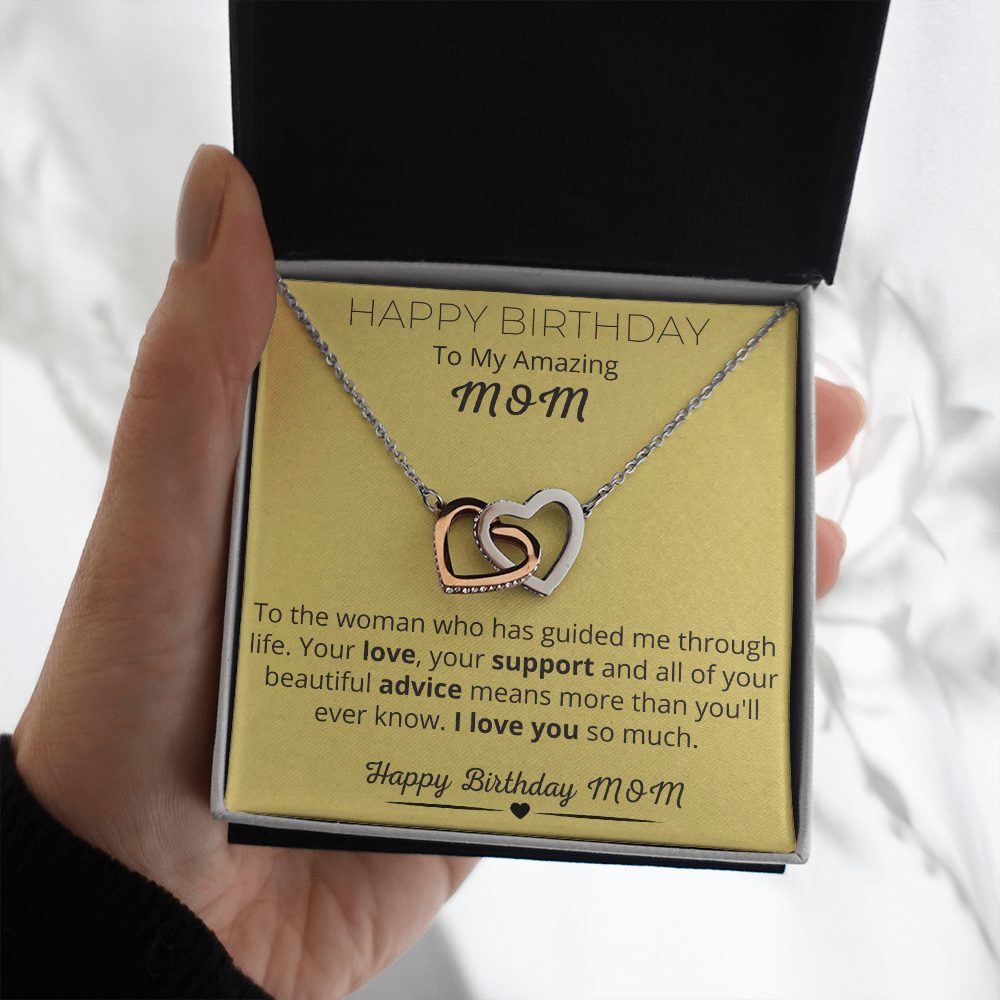 HAPPY BIRTHDAY
To My Amazing
MOM
To the woman who has guided me through
life. Your love, your support and all of your
beautiful advice means more than you'll
ever know. I love you so much.
Happy Birthday MOM